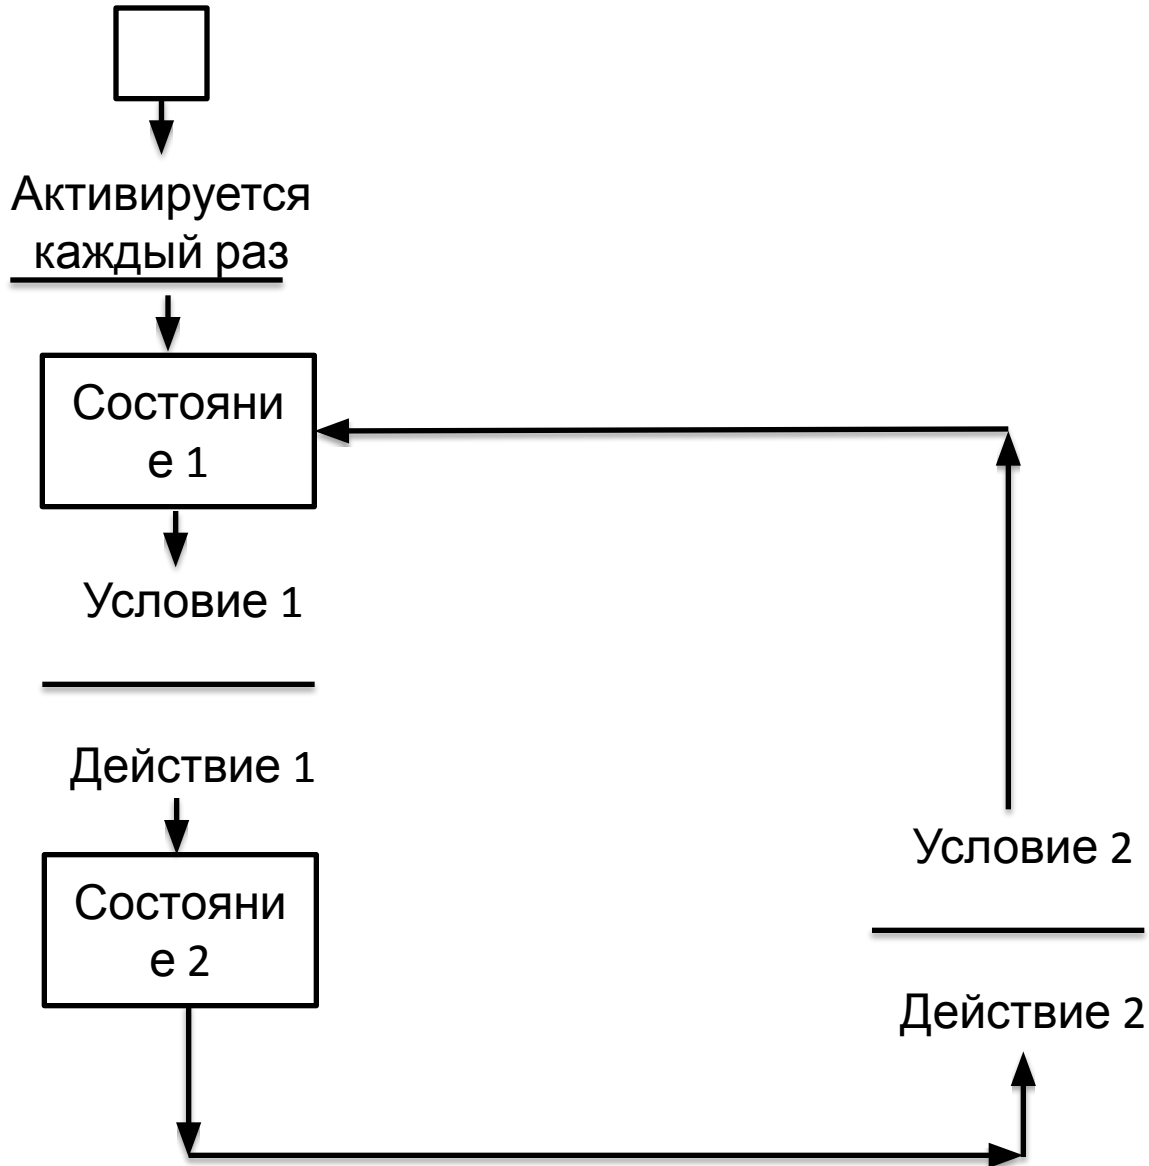 Активируется
каждый раз
Состояни
е 1
Условие 1
Действие 1
Состояни
е 2
Условие 2
Действие 2